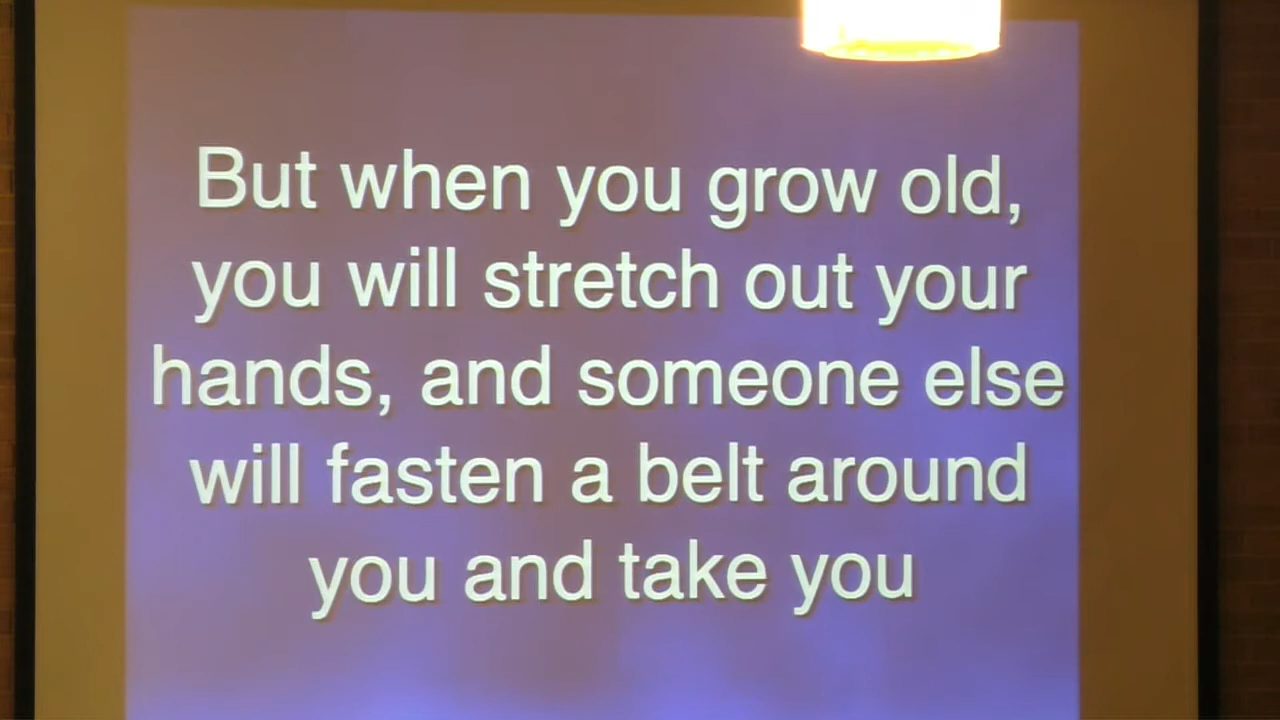 But when you grow old,
you will stretch out your
hands, and someone else
will fasten a belt around
you and take you